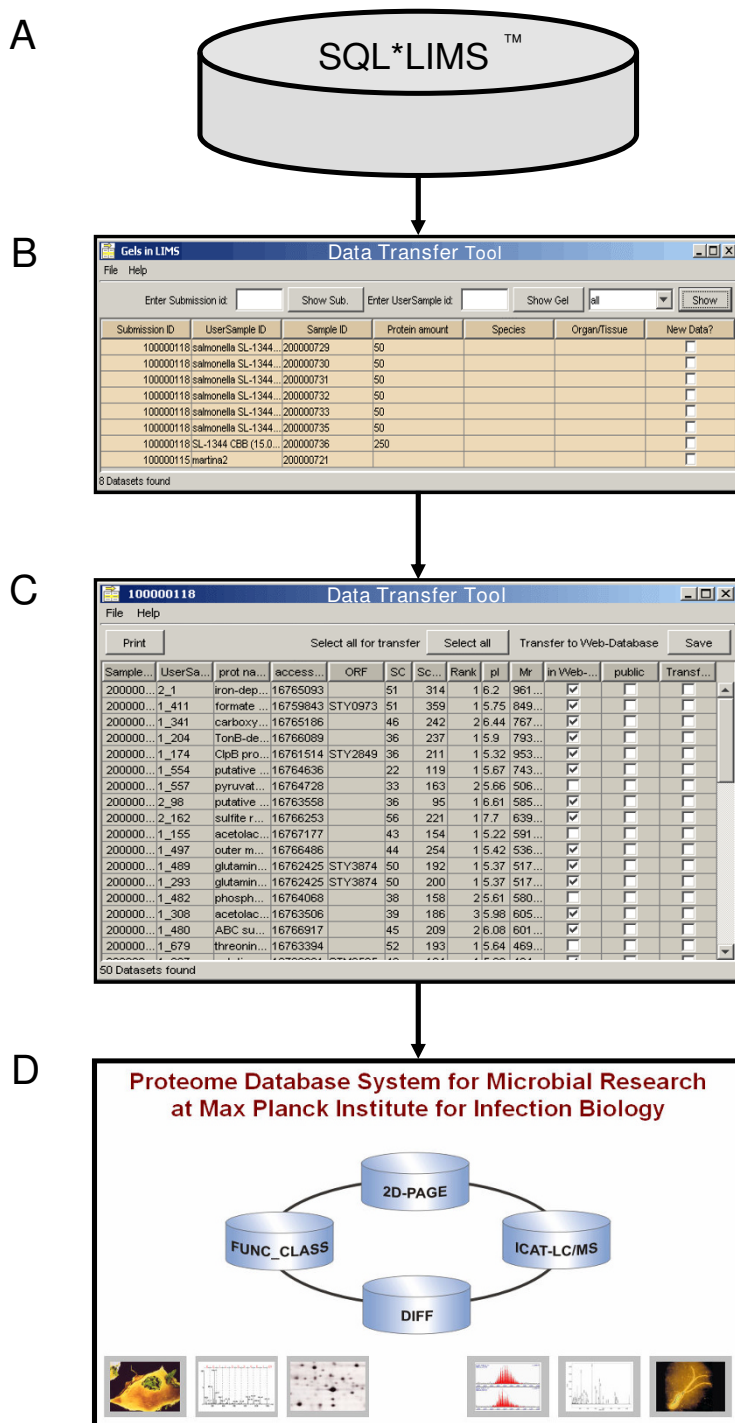 A
SQL*LIMS ™
B
Gels in LIMS Data Transfer Tool
File Help
Enter Submission id: Show Sub. Enter UserSample id: Show Gel all Show
Submission ID UserSample ID Sample ID Protein amount Species Organ/Tissue New Data?
100000118 salmonella SL-1344... 200000729 50
100000118 salmonella SL-1344... 200000730 50
100000118 salmonella SL-1344... 200000731 50
100000118 salmonella SL-1344... 200000732 50
100000118 salmonella SL-1344... 200000733 50
100000118 salmonella SL-1344... 200000735 50
100000118 SL-1344 CBB (15.0... 200000736 250
100000115 martina2 200000721
8 Datasets found
C
100000118 Data Transfer Tool
File Help
Print Select all for transfer Select all Transfer to Web-Database Save
Sample... UserSa... prot na... access... ORF SC Sc... Rank pI Mr in Web-... public Transf...
200000... 2_1 iron-dep... 16765093 51 314 1 6.2 961...
200000... 1_411 formate ... 16759843 STY0973 51 359 1 5.75 849...
200000... 1_341 carboxy... 16765186 46 242 2 6.44 767...
200000... 1_204 TonB-de... 16766089 36 237 1 5.9 793...
200000... 1_174 ClpB pro... 16761514 STY2849 36 211 1 5.32 953...
200000... 1_554 putative ... 16764636 22 119 1 5.67 743...
200000... 1_557 pyruvat... 16764728 33 163 2 5.66 506...
200000... 2_98 putative ... 16763558 36 95 1 6.61 585...
200000... 2_162 sulfite r... 16766253 56 221 1 7.7 639...
200000... 1_155 acetolac... 16767177 43 154 1 5.22 591...
200000... 1_497 outer m... 16766486 44 254 1 5.42 536...
200000... 1_489 glutamin... 16762425 STY3874 50 192 1 5.37 517...
200000... 1_293 glutamin... 16762425 STY3874 50 200 1 5.37 517...
200000... 1_482 phosph... 16764068 38 158 2 5.61 580...
200000... 1_308 acetolac... 16763506 39 186 3 5.98 605...
200000... 1_480 ABC su... 16766917 45 209 2 6.08 601...
200000... 1_679 threonin... 16763394 52 193 1 5.64 469...
50 Datasets found
D
Proteome Database System for Microbial Research
at Max Planck Institute for Infection Biology
2D-PAGE
FUNC_CLASS
ICAT-LC/MS
DIFF